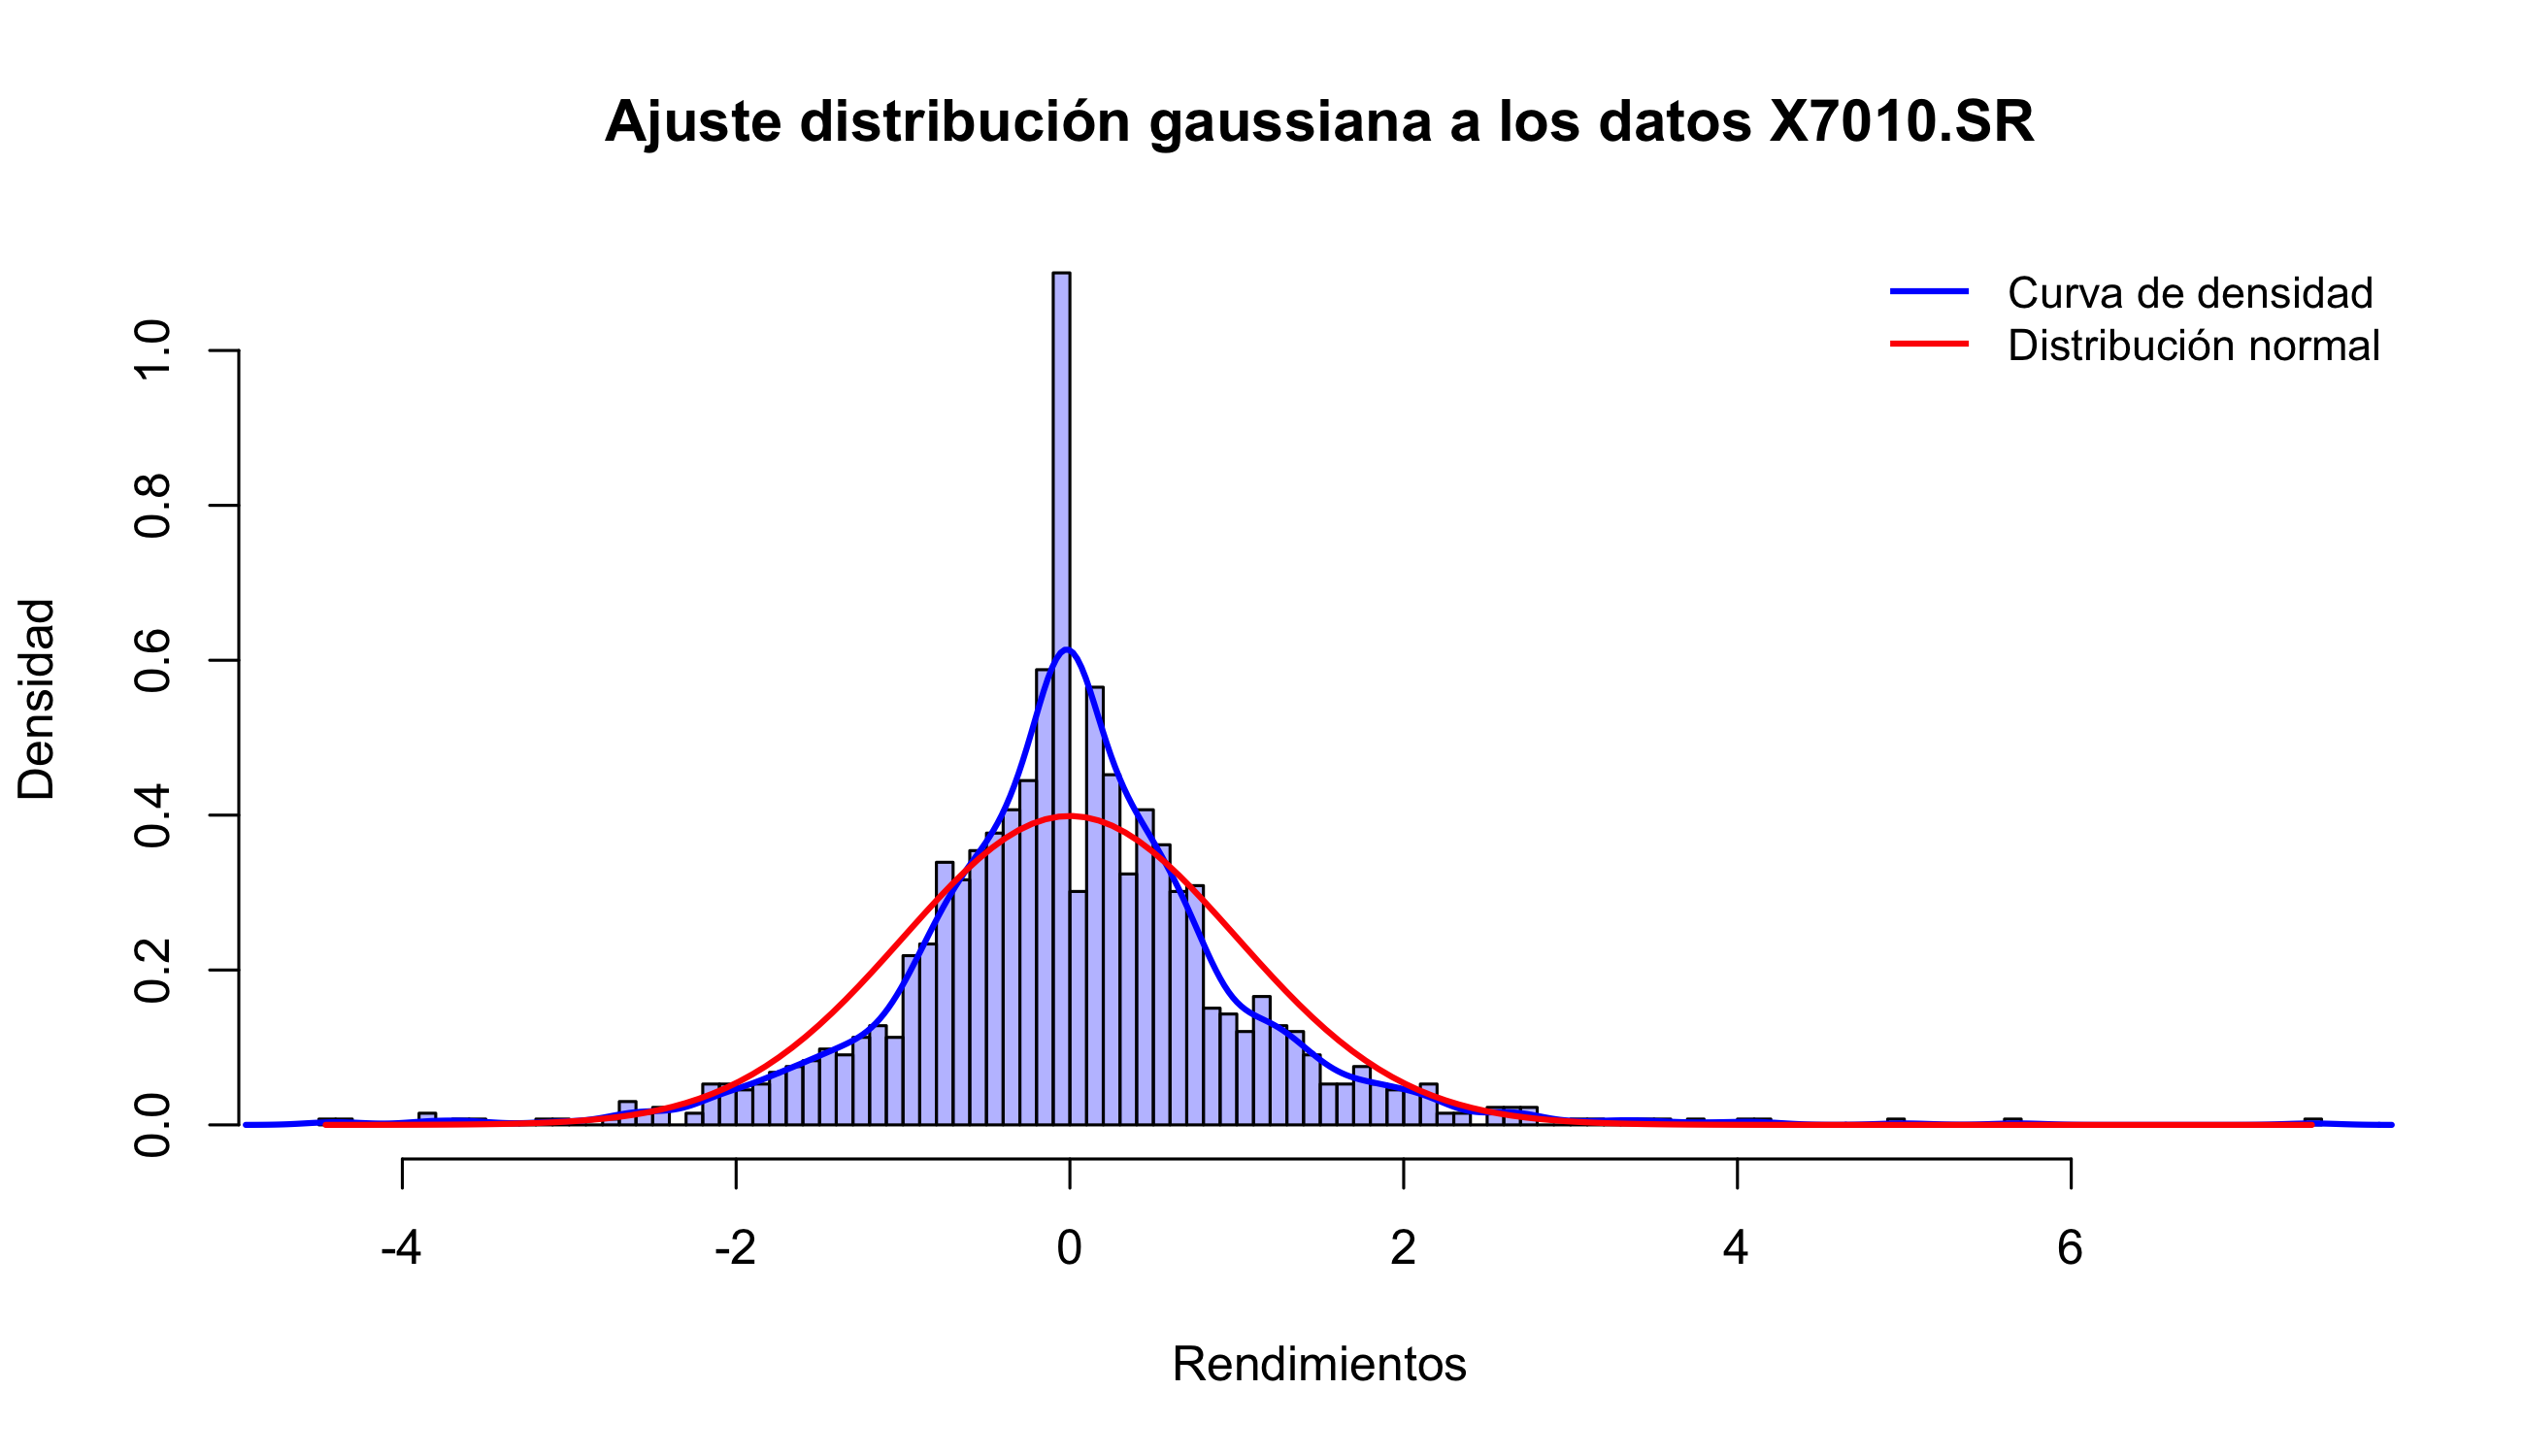 Ajuste distribución gaussiana a los datos X7010.SR
Curva de densidad
Distribución normal
Densidad
1.0
0.8
0.6
0.4
0.2
0.0
-4 -2 0 2 4 6
Rendimientos